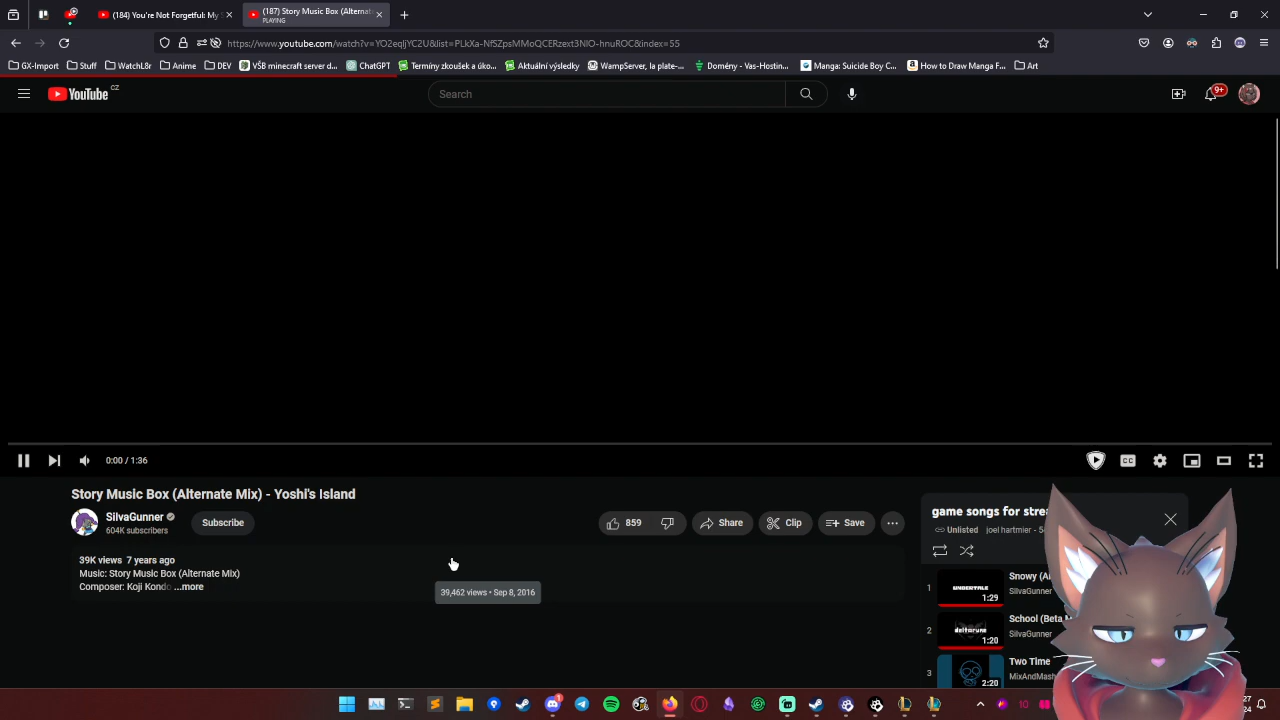 (184) You're Not Forgetful: My S
(187) Story Music Box (Alternat
PLAYING
https://www.youtube.com/watch?v=YO2eqIjYC2U&list=PLkXa-NfSZpsMMoQCERzext3NIO-hnuROC&index=55
GX-Import
Stuff
WatchL8r
Anime
DEV
VŠB minecraft server d...
ChatGPT
Termíny zkoušek a úko...
Aktuální výsledky
WampServer, la plate-...
Domény - Vas-Hostin...
Manga: Suicide Boy C...
How to Draw Manga F...
Art
YouTube CZ
Search
9+
0:00 / 1:36
CC
Story Music Box (Alternate Mix) - Yoshi's Island
SilvaGunner
604K subscribers
Subscribe
859
Share
Clip
Save
39K views 7 years ago
Music: Story Music Box (Alternate Mix)
Composer: Koji Kondo ...more
39,462 views • Sep 8, 2016
game songs for strea
Unlisted joel hartmier - 5
1
UNDERTALE
1:29
Snowy (Al
SilvaGunner
2
deltarune
1:20
School (Beta M
SilvaGunner
3
2:20
Two Time
MixAndMash